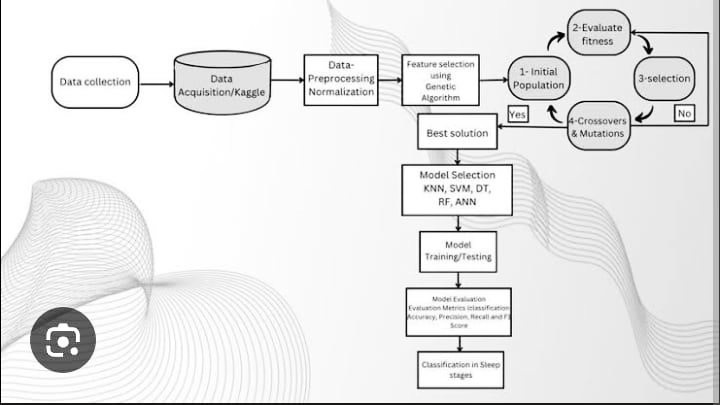 Data collection
Data
Acquisition/Kaggle
Data-
Preprocessing
Normalization
Feature selection
using
Genetic
Algorithm
1- Initial
Population
2-Evaluate
fitness
3-selection
4-Crossovers
& Mutations
Yes
No
Best solution
Model Selection
KNN, SVM, DT,
RF, ANN
Model
Training/Testing
Model Evaluation
Evaluation Metrics (classification
Accuracy, Precision, Recall and F1
Score
Classification in Sleep
stages